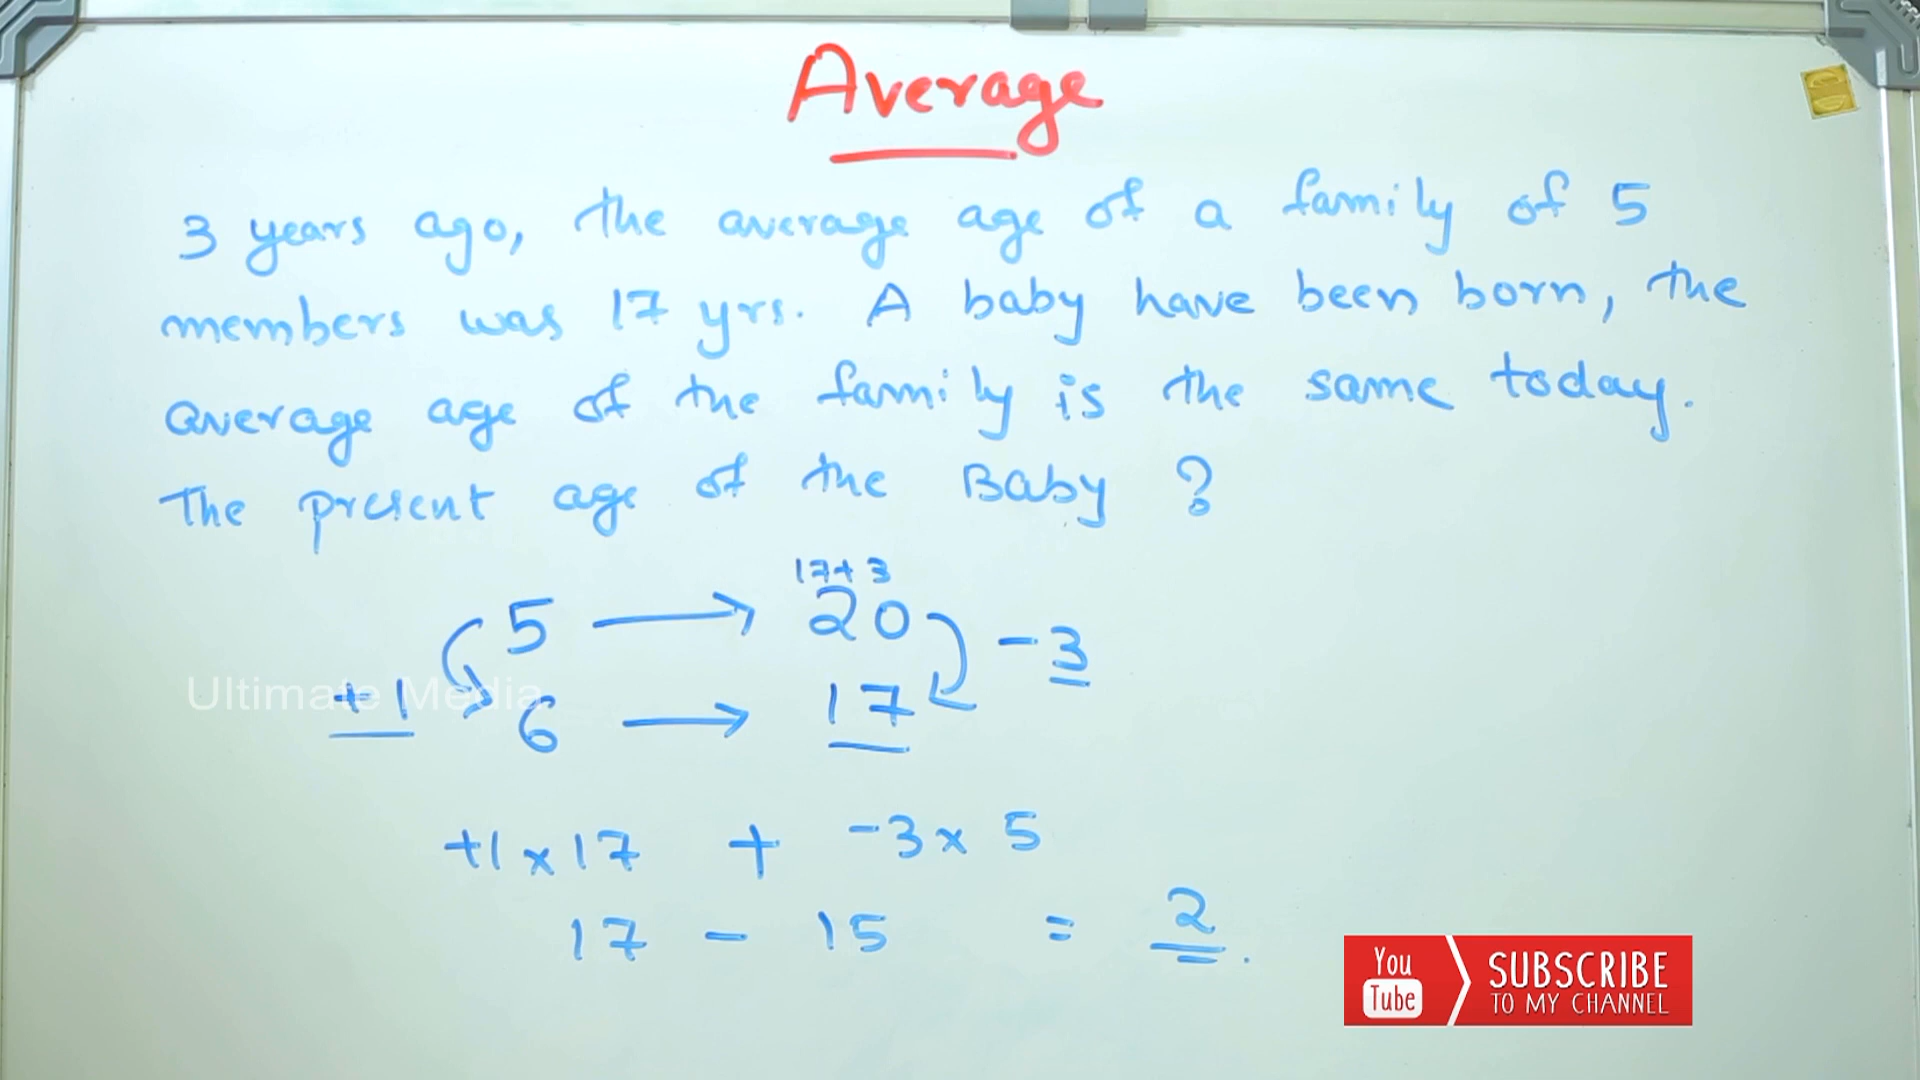 Average
3 years ago, the average age of a family of 5
members was 17 yrs. A baby have been born, the
average age of the family is the same today.
The present age of the Baby ?
17+3
5 → 20
-3
Ultimate Media
+1
6 → 17
+1 × 17 + -3 × 5
17 - 15 = 2.
You Tube
SUBSCRIBE
TO MY CHANNEL